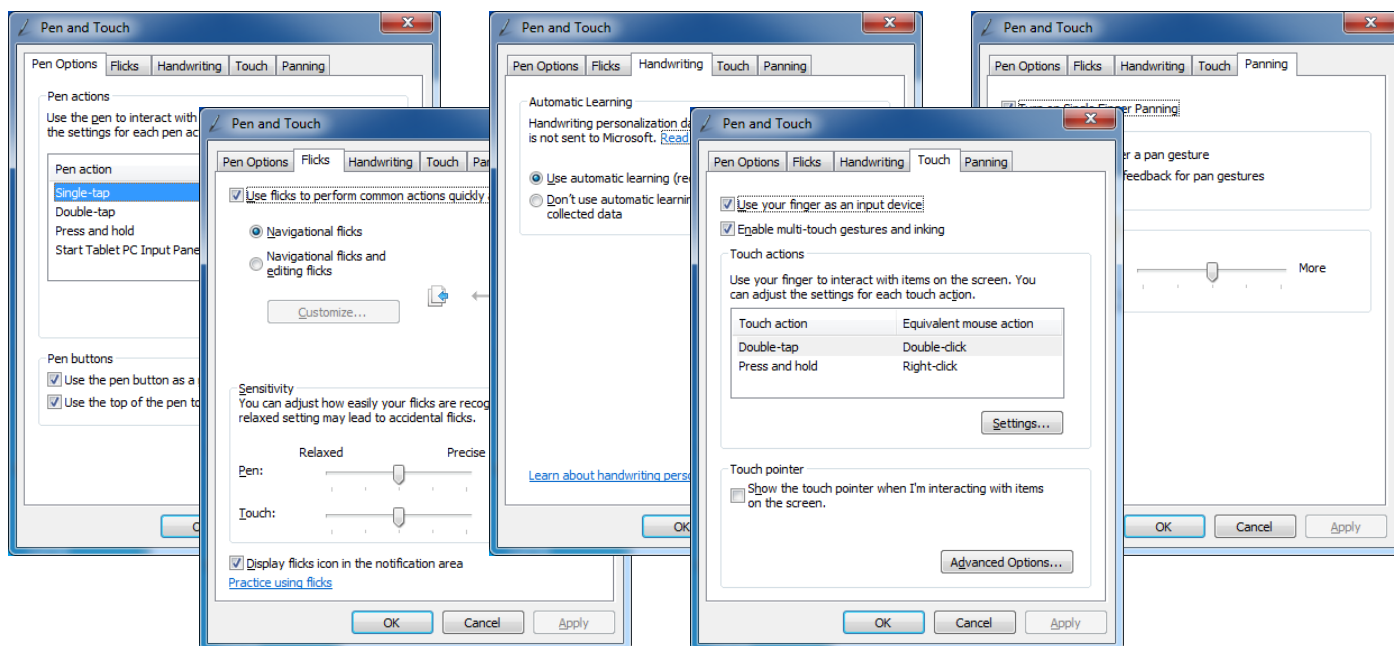 Pen and Touch
Pen Options Flicks Handwriting Touch Panning
Pen actions
Use the pen to interact with
the settings for each pen ac
Pen action
Single-tap
Double-tap
Press and hold
Start Tablet PC Input Pane
Pen buttons
Use the pen button as a
Use the top of the pen to
Pen and Touch
Pen Options Flicks Handwriting Touch Pan
Use flicks to perform common actions quickly
Navigational flicks
Navigational flicks and
editing flicks
Customize...
Sensitivity
You can adjust how easily your flicks are recog
relaxed setting may lead to accidental flicks.
Relaxed Precise
Pen:
Touch:
Display flicks icon in the notification area
Practice using flicks
OK Cancel Apply
Pen and Touch
Pen Options Flicks Handwriting Touch Panning
Automatic Learning
Handwriting personalization da
is not sent to Microsoft. Read
Use automatic learning (rec
Don't use automatic learnin
collected data
Learn about handwriting perso
OK
Pen and Touch
Pen Options Flicks Handwriting Touch Panning
Use your finger as an input device
Enable multi-touch gestures and inking
Touch actions
Use your finger to interact with items on the screen. You
can adjust the settings for each touch action.
Touch action Equivalent mouse action
Double-tap Double-click
Press and hold Right-click
Settings...
Touch pointer
Show the touch pointer when I'm interacting with items
on the screen.
Advanced Options...
OK Cancel Apply
Pen and Touch
Pen Options Flicks Handwriting Touch Panning
Turn on Single Finger Panning
er a pan gesture
feedback for pan gestures
More
OK Cancel Apply